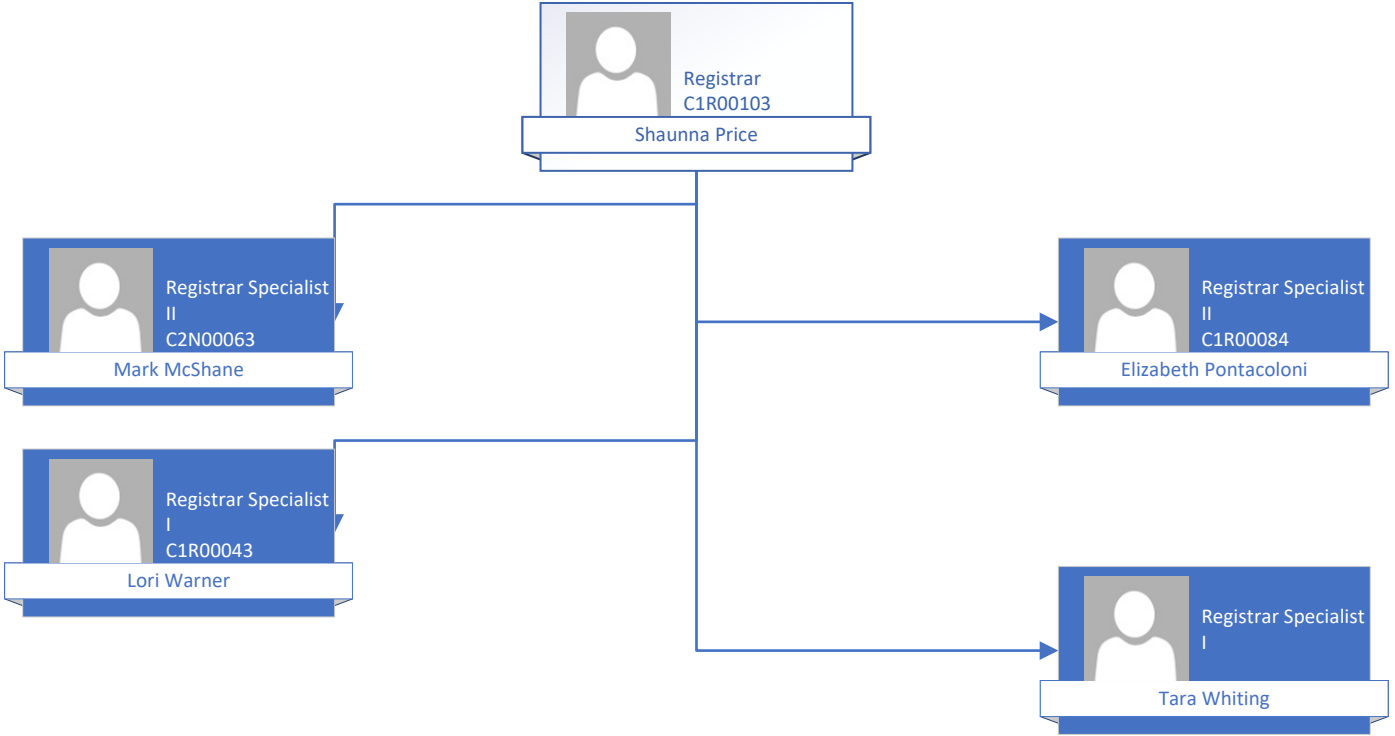 Registrar
C1R00103
Shaunna Price
Registrar Specialist
II
C2N00063
Mark McShane
Registrar Specialist
II
C1R00084
Elizabeth Pontacoloni
Registrar Specialist
I
C1R00043
Lori Warner
Registrar Specialist
I
Tara Whiting